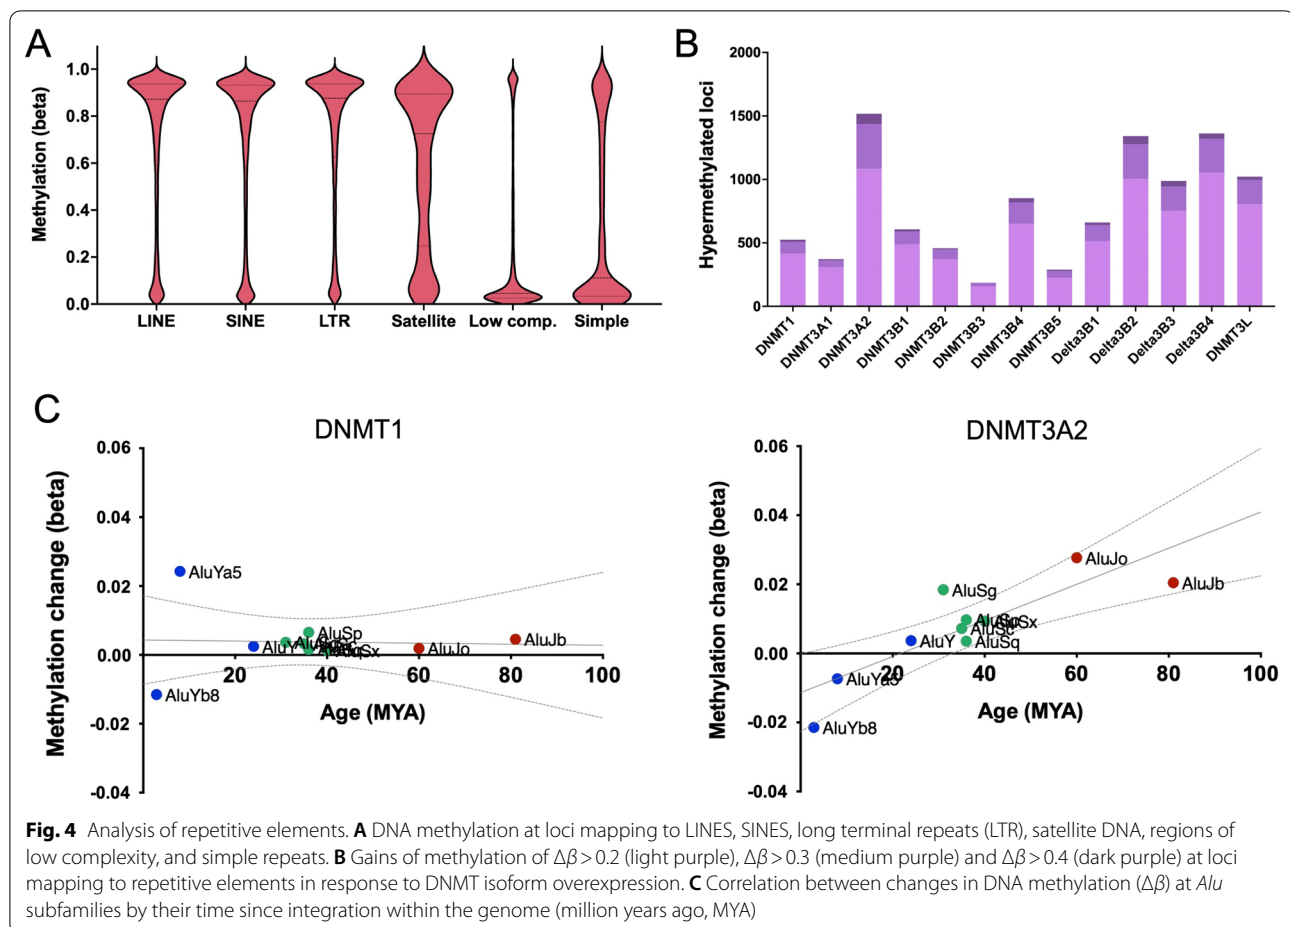 A
Methylation (beta)
1.0
0.8
0.6
0.4
0.2
0.0
LINE SINE LTR Satellite Low comp. Simple
B
Hypermethylated loci
2000
1500
1000
500
0
DNMT1 DNMT3A1 DNMT3A2 DNMT3B1 DNMT3B2 DNMT3B3 DNMT3B4 DNMT3B5 Delta3B1 Delta3B2 Delta3B3 Delta3B4 DNMT3L
C
DNMT1
Methylation change (beta)
0.06
0.04
0.02
0.00
-0.02
-0.04
20 40 60 80 100
Age (MYA)
AluYa5
AluSp
AluY
AluJo
AluJb
AluYb8
DNMT3A2
Methylation change (beta)
0.06
0.04
0.02
0.00
-0.02
-0.04
20 40 60 80 100
Age (MYA)
AluJo
AluJb
AluSg
AluSx
AluSc
AluY
AluSq
AluYa5
AluYb8
Fig. 4 Analysis of repetitive elements. A DNA methylation at loci mapping to LINES, SINES, long terminal repeats (LTR), satellite DNA, regions of
low complexity, and simple repeats. B Gains of methylation of Δβ > 0.2 (light purple), Δβ > 0.3 (medium purple) and Δβ > 0.4 (dark purple) at loci
mapping to repetitive elements in response to DNMT isoform overexpression. C Correlation between changes in DNA methylation (Δβ) at Alu
subfamilies by their time since integration within the genome (million years ago, MYA)